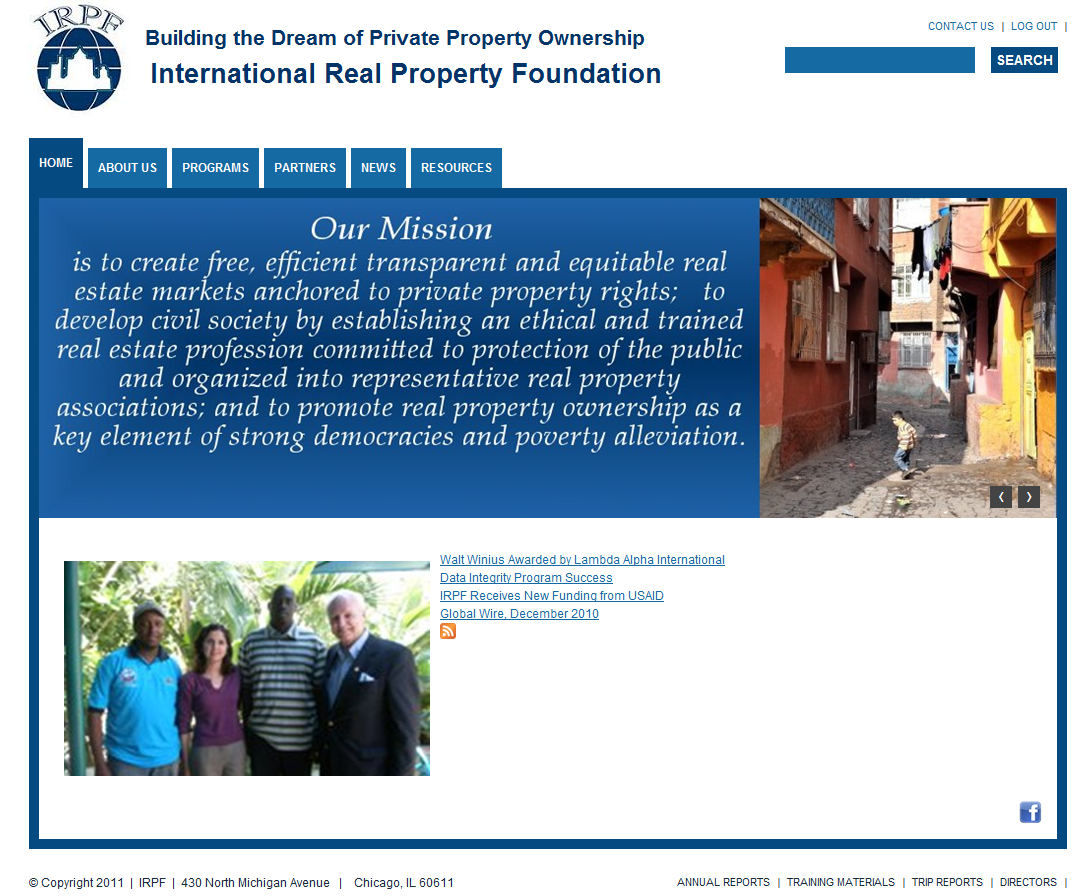 IRPF
Building the Dream of Private Property Ownership
International Real Property Foundation
CONTACT US | LOG OUT |
SEARCH
HOME ABOUT US PROGRAMS PARTNERS NEWS RESOURCES
Our Mission
is to create free, efficient transparent and equitable real
estate markets anchored to private property rights; to
develop civil society by establishing an ethical and trained
real estate profession committed to protection of the public
and organized into representative real property
associations; and to promote real property ownership as a
key element of strong democracies and poverty alleviation.
Walt Winius Awarded by Lambda Alpha International
Data Integrity Program Success
IRPF Receives New Funding from USAID
Global Wire, December 2010
© Copyright 2011 | IRPF | 430 North Michigan Avenue | Chicago, IL 60611
ANNUAL REPORTS | TRAINING MATERIALS | TRIP REPORTS | DIRECTORS |